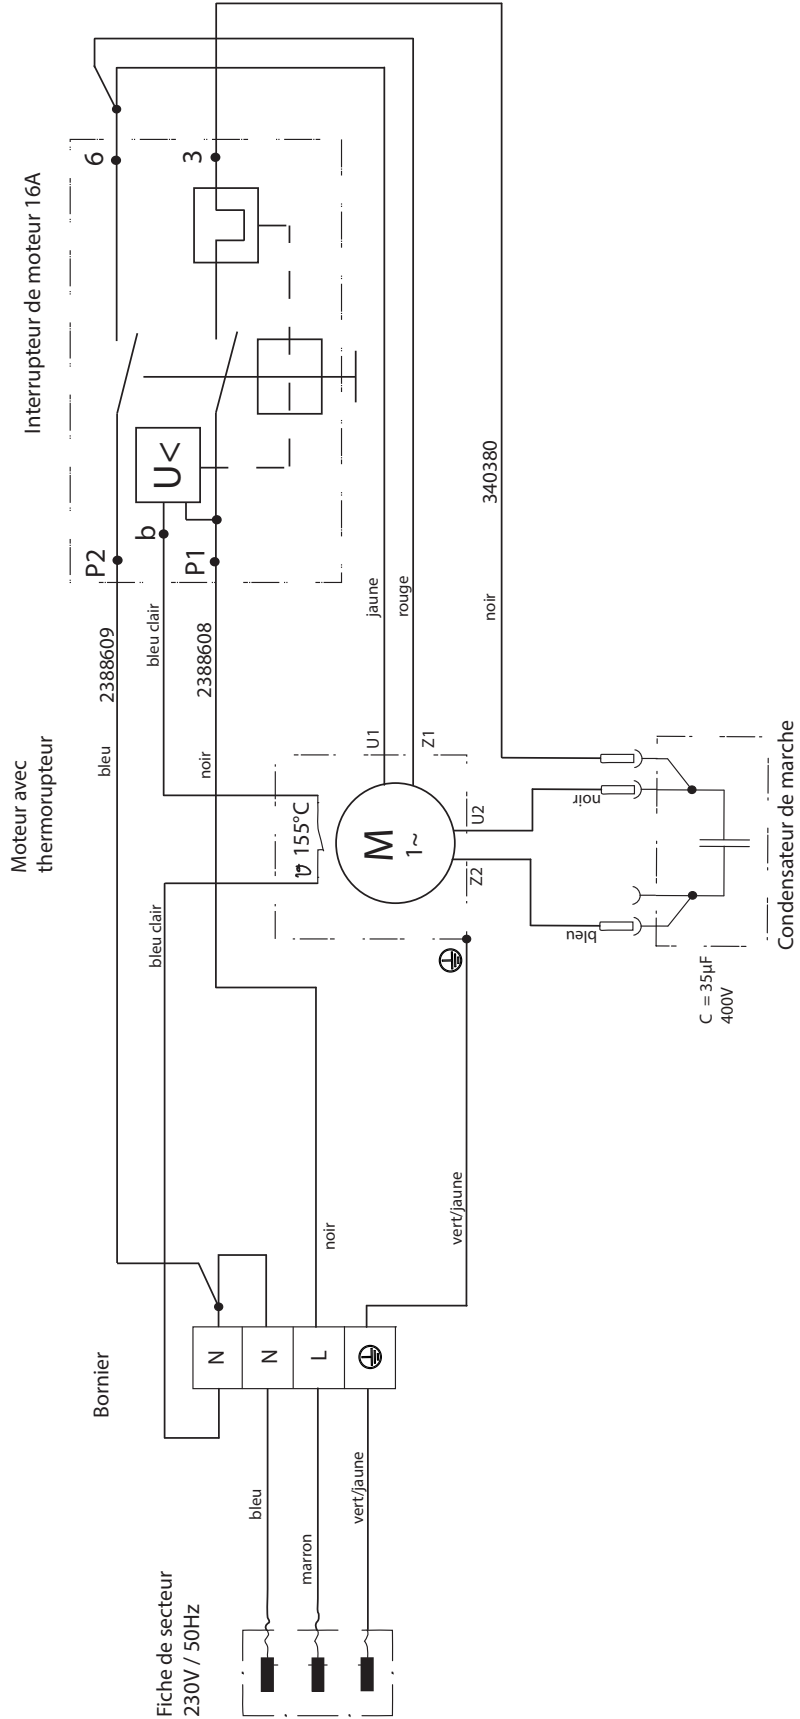 Fiche de secteur
230V / 50Hz
bleu
marron
vert/jaune
Bornier
N
N
L
noir
vert/jaune
bleu clair
Moteur avec
thermorupteur
ϑ 155°C
M
1~
U1
Z1
U2
Z2
bleu
noir
bleu clair
2388609
2388608
jaune
rouge
noir
340380
Interrupteur de moteur 16A
P2
b
P1
U<
6
3
noir
bleu
C = 35µF
400V
Condensateur de marche